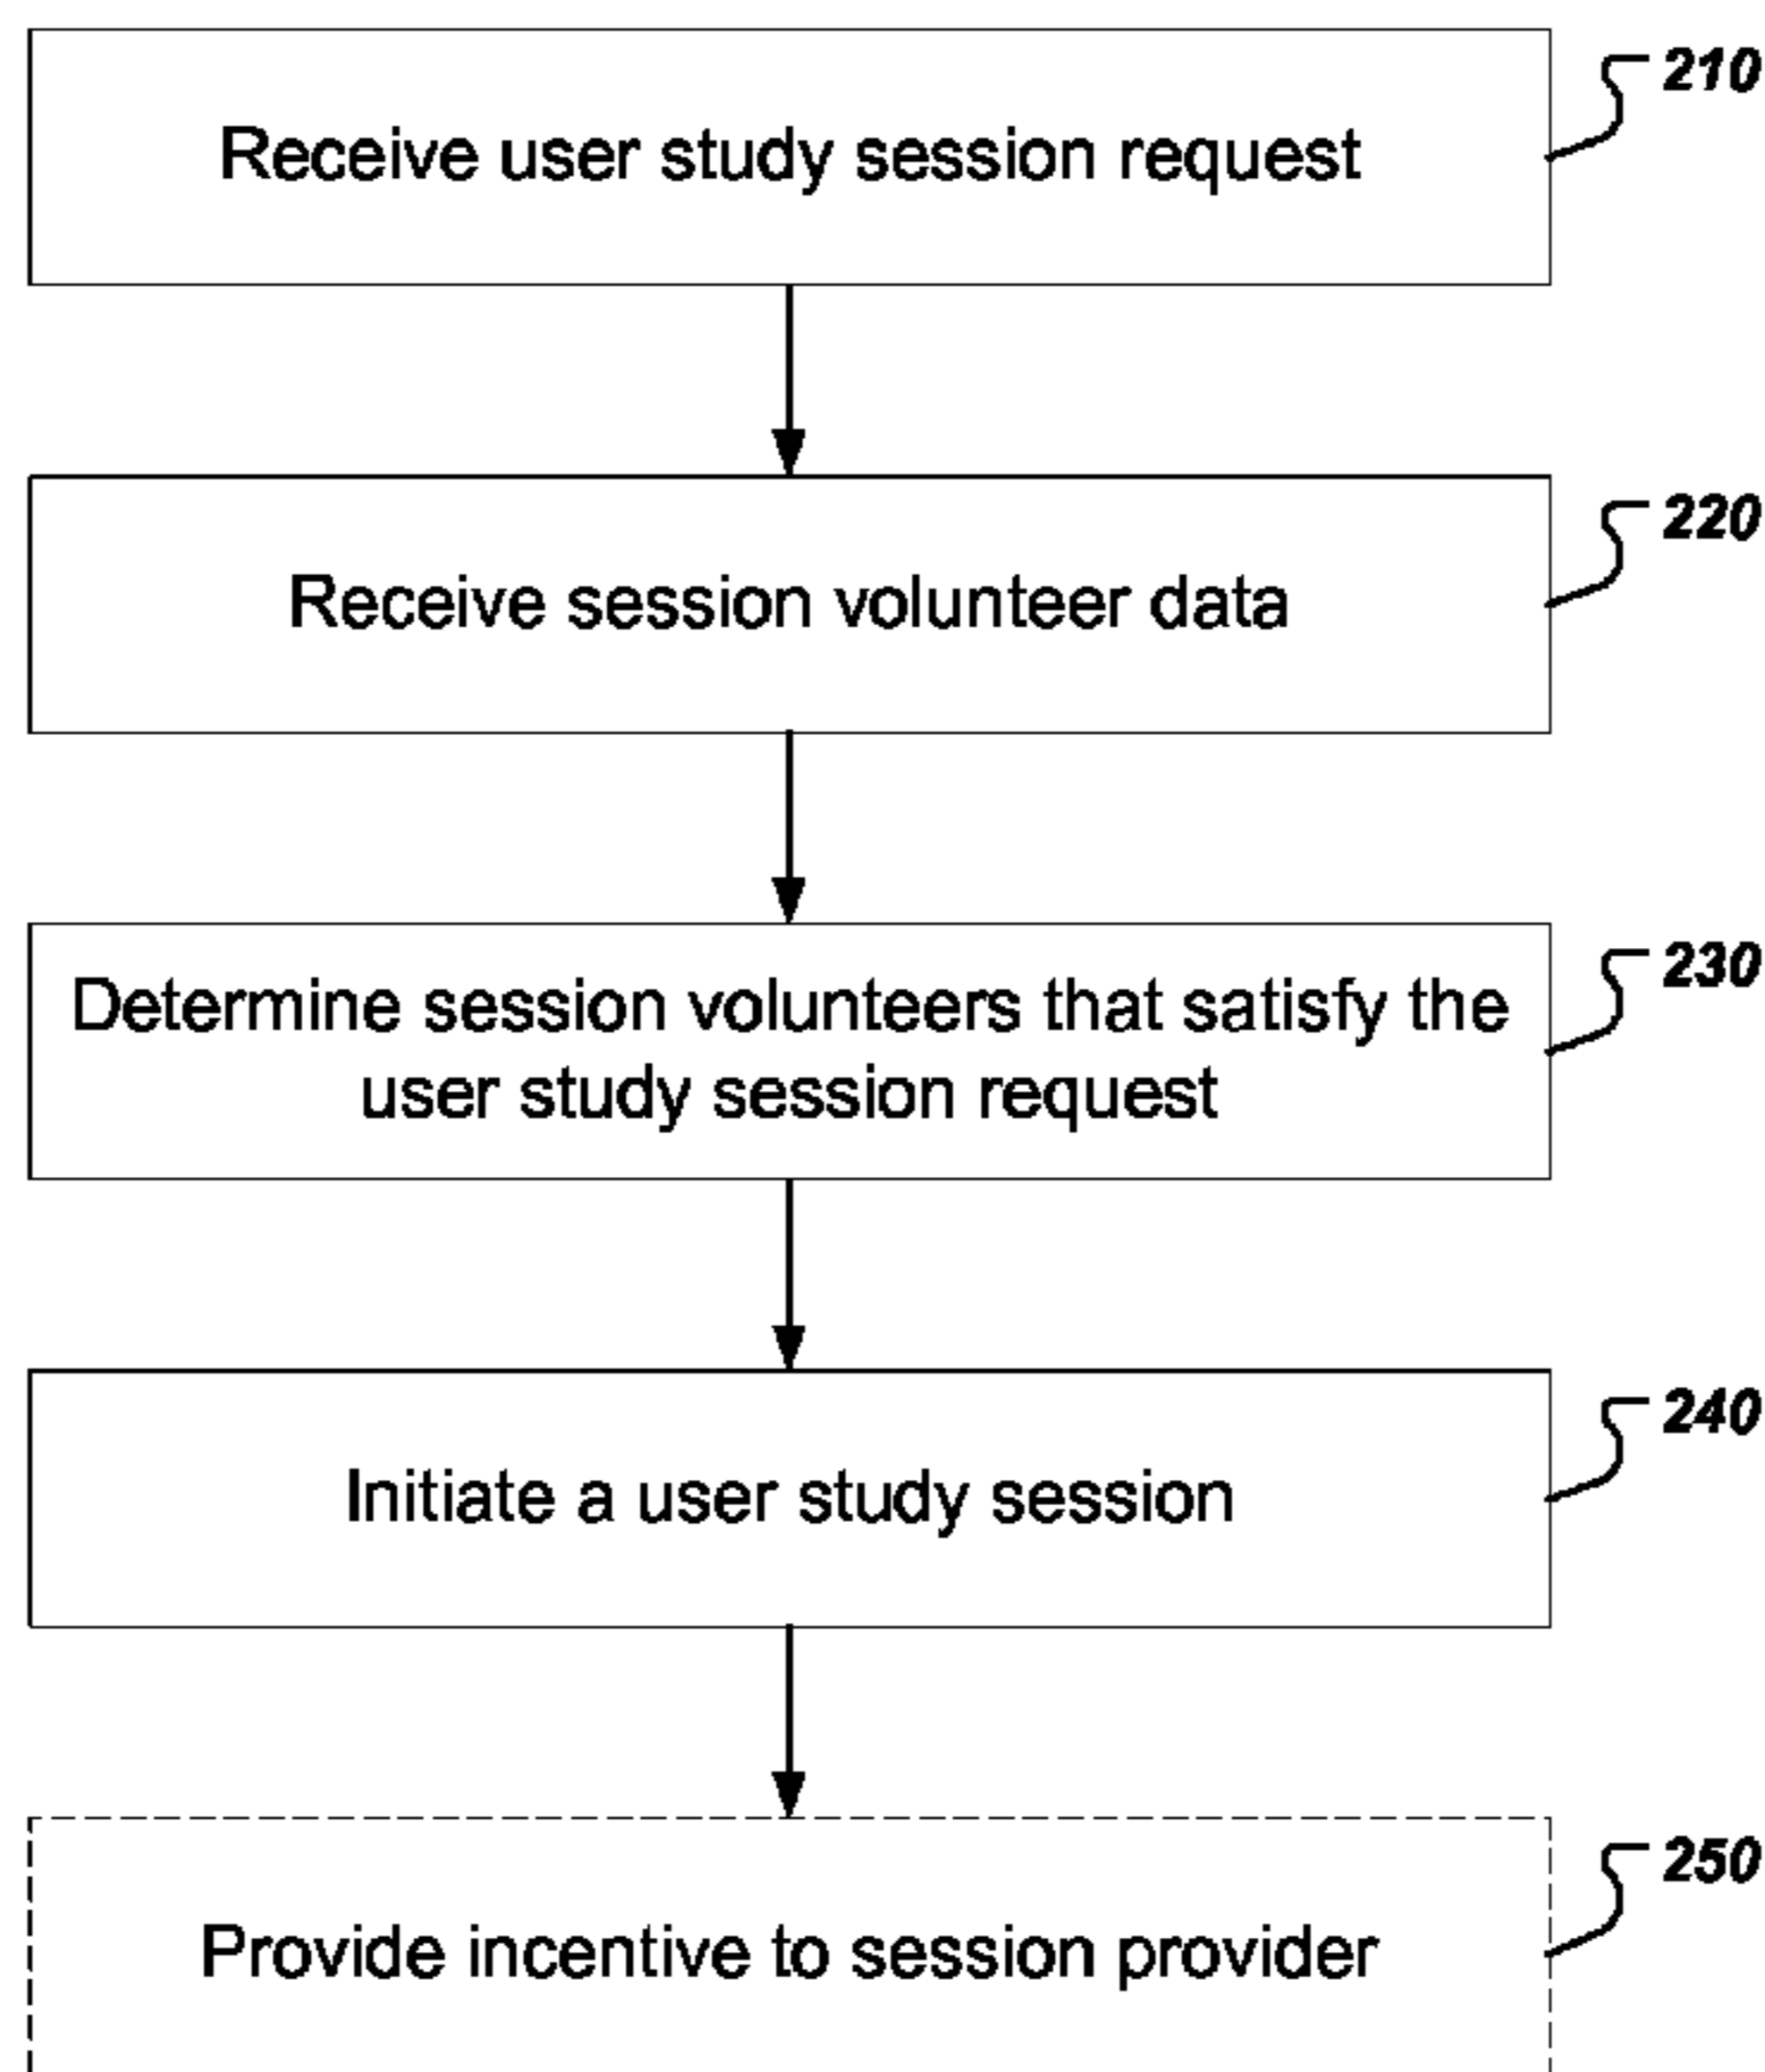 Receive user study session request
210
Receive session volunteer data
220
Determine session volunteers that satisfy the
user study session request
230
Initiate a user study session
240
Provide incentive to session provider
250